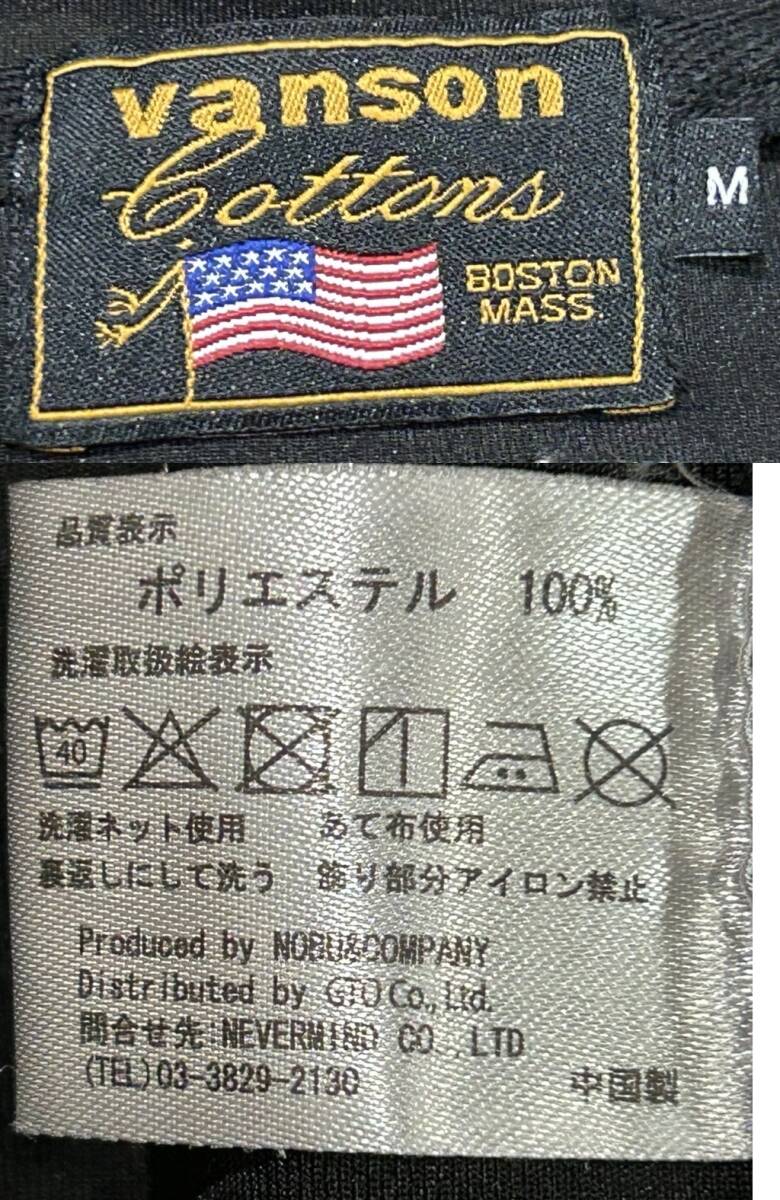 vanson
Cottons
BOSTON
MASS.
M
品質表示
ポリエステル 100%
洗濯取扱絵表示
40
洗濯ネット使用 あて布使用
裏返しにして洗う 飾り部分アイロン禁止
Produced by NOBU&COMPANY
Distributed by GTO Co.,Ltd.
問合せ先:NEVERMIND CO.,LTD
(TEL)03-3829-2130 中国製